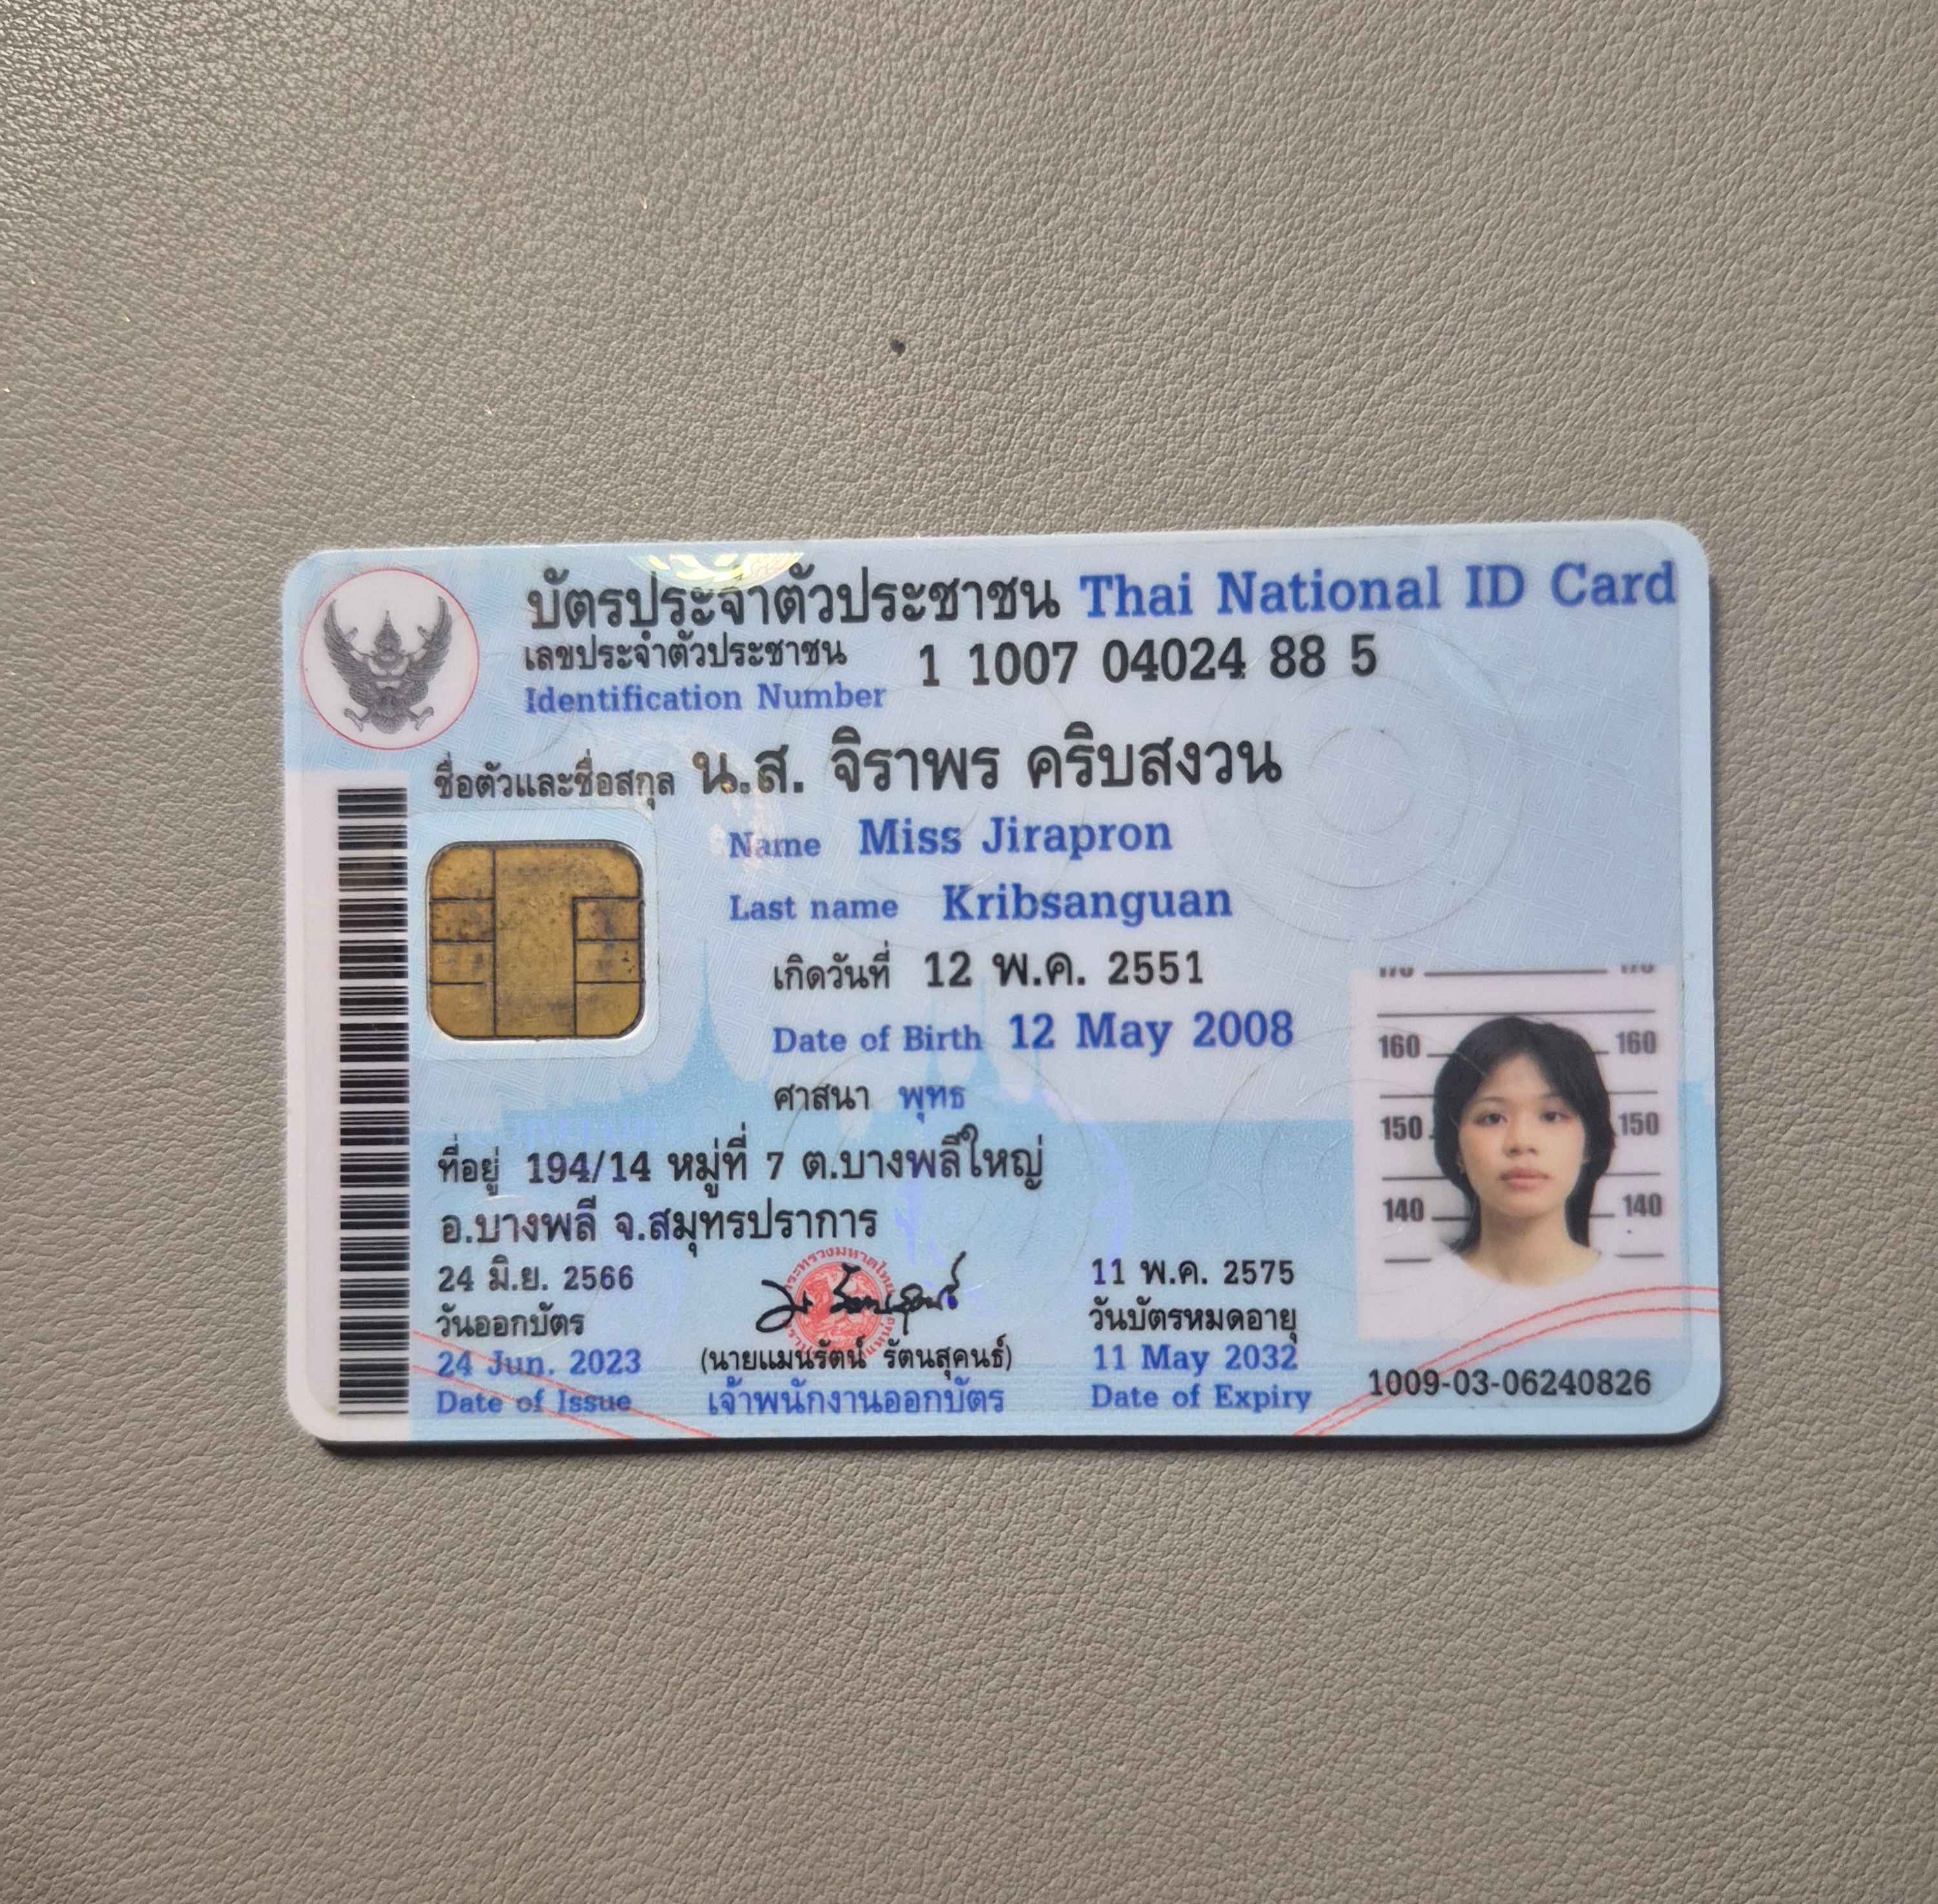 บัตรประจำตัวประชาชน Thai National ID Card
เลขประจำตัวประชาชน 1 1007 04024 88 5
Identification Number
ชื่อตัวและชื่อสกุล น.ส. จิราพร คริบสงวน
Name Miss Jirapron
Last name Kribsanguan
เกิดวันที่ 12 พ.ค. 2551
Date of Birth 12 May 2008
ศาสนา พุทธ
ที่อยู่ 194/14 หมู่ที่ 7 ต.บางพลีใหญ่
อ.บางพลี จ.สมุทรปราการ
24 มิ.ย. 2566
วันออกบัตร
24 Jun. 2023
Date of Issue
(นายแมนรัตน์ รัตนสุคนธ์)
เจ้าพนักงานออกบัตร
11 พ.ค. 2575
วันบัตรหมดอายุ
11 May 2032
Date of Expiry
160 160
150 150
140 140
1009-03-06240826